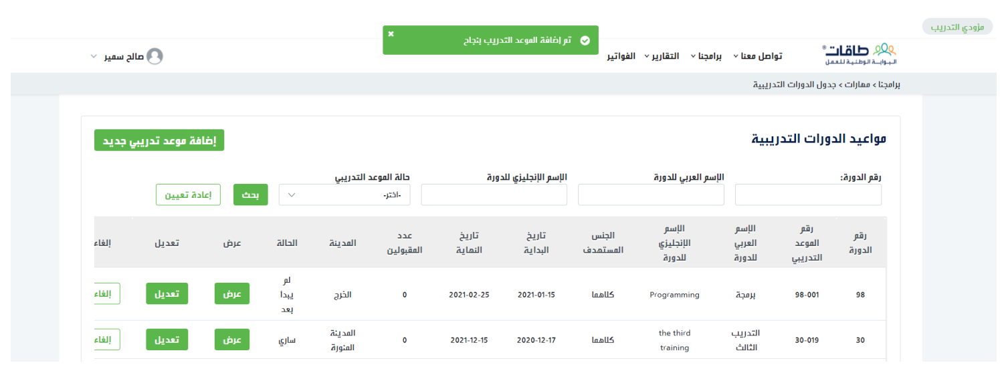 مزودي التدريب
تم إضافة الموعد التدريب بنجاح ✖
طاقات®
البوابة الوطنية للعمل
تواصل معنا
برامجنا
التقارير
الفواتير
صالح سمير
برامجنا > مهارات > جدول الدورات التدريبية
مواعيد الدورات التدريبية
إضافة موعد تدريبي جديد
رقم الدورة:
الإسم العربي للدورة
الإسم الإنجليزي للدورة
حالة الموعد التدريبي
-أختر-
بحث
إعادة تعيين
رقم الدورة
رقم الموعد التدريبي
الإسم العربي للدورة
الإسم الإنجليزي للدورة
الجنس المستهدف
تاريخ البداية
تاريخ النهاية
عدد المقبولين
المدينة
الحالة
عرض
تعديل
إلغاء
98
98-001
برمجة
Programming
كلاهما
2021-01-15
2021-02-25
0
الخرج
لم يبدا بعد
عرض
تعديل
إلغاء
30
30-019
التدريب الثالث
the third training
كلاهما
2020-12-17
2021-12-15
0
المدينة المنورة
ساري
عرض
تعديل
إلغاء